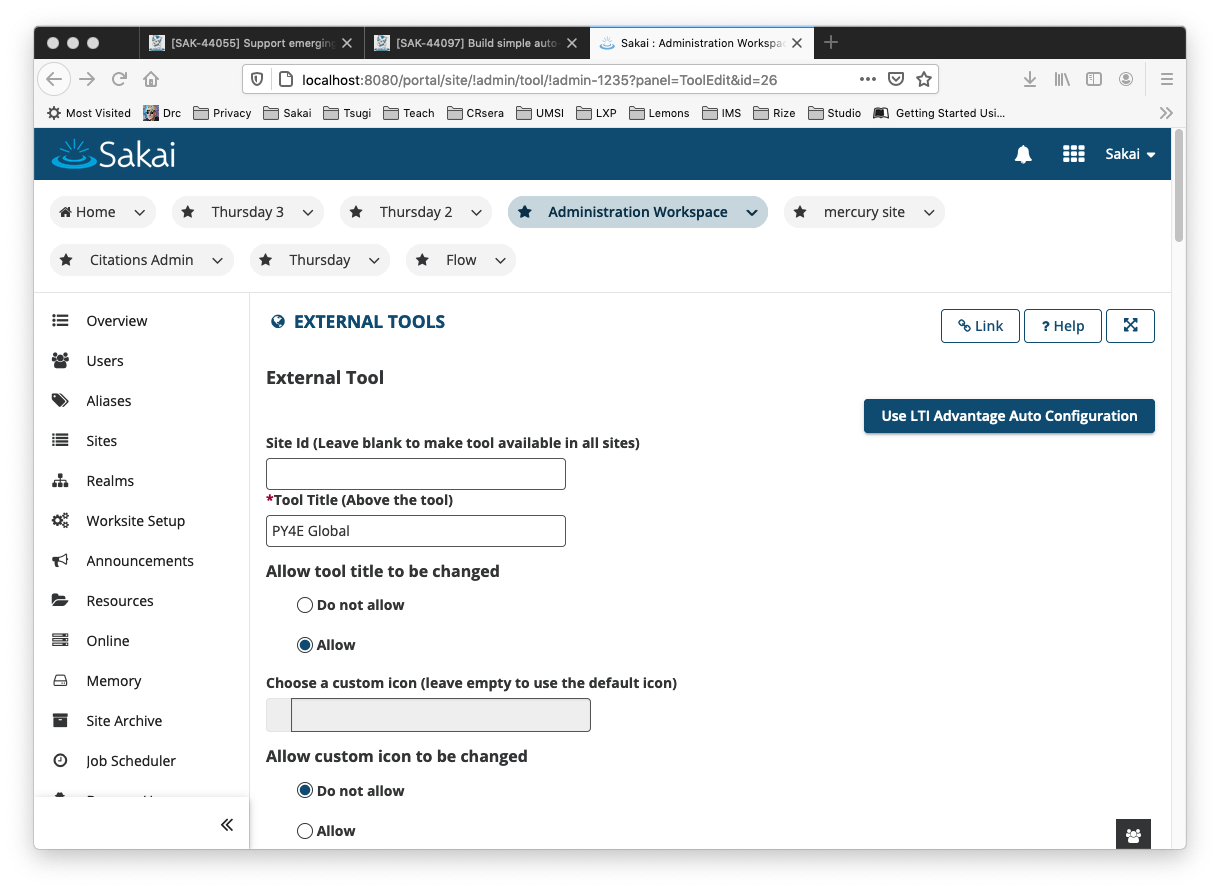 [SAK-44055] Support emerging
[SAK-44097] Build simple auto
Sakai : Administration Workspac
localhost:8080/portal/site/!admin/tool/!admin-1235?panel=ToolEdit&id=26
Most Visited Drc Privacy Sakai Tsugi Teach CRsera UMSI LXP Lemons IMS Rize Studio Getting Started Usi...
Sakai
Sakai
Home Thursday 3 Thursday 2 Administration Workspace mercury site
Citations Admin Thursday Flow
Overview
Users
Aliases
Sites
Realms
Worksite Setup
Announcements
Resources
Online
Memory
Site Archive
Job Scheduler
EXTERNAL TOOLS
Link
? Help
External Tool
Use LTI Advantage Auto Configuration
Site Id (Leave blank to make tool available in all sites)
*Tool Title (Above the tool)
PY4E Global
Allow tool title to be changed
Do not allow
Allow
Choose a custom icon (leave empty to use the default icon)
Allow custom icon to be changed
Do not allow
Allow